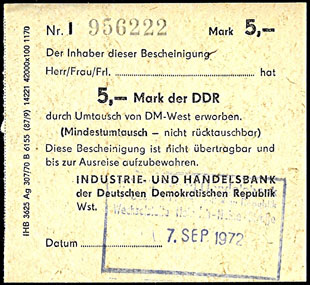 Nr. I 956222 Mark 5,—
Der Inhaber dieser Bescheinigung
Herr/Frau/Frl. hat
5,— Mark der DDR
durch Umtausch von DM-West erworben.
(Mindestumtausch – nicht rücktauschbar)
Diese Bescheinigung ist nicht übertragbar und
bis zur Ausreise aufzubewahren.
INDUSTRIE- UND HANDELSBANK
der Deutschen Demokratischen Republik
Wst.
Datum
7. SEP. 1972
IHB 3625 Ag 307/70 B 6155 (87/9) 14221 42000x100 1170